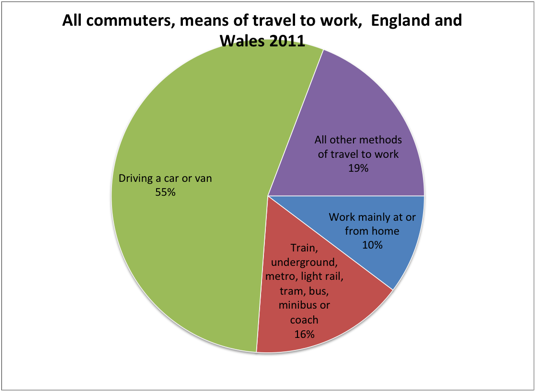 All commuters, means of travel to work,  England and
Wales 2011
All other methods
of travel to work
19%
Driving a car or van
55%
Work mainly at or
from home
10%
Train,
underground,
metro, light rail,
tram, bus,
minibus or
coach
16%